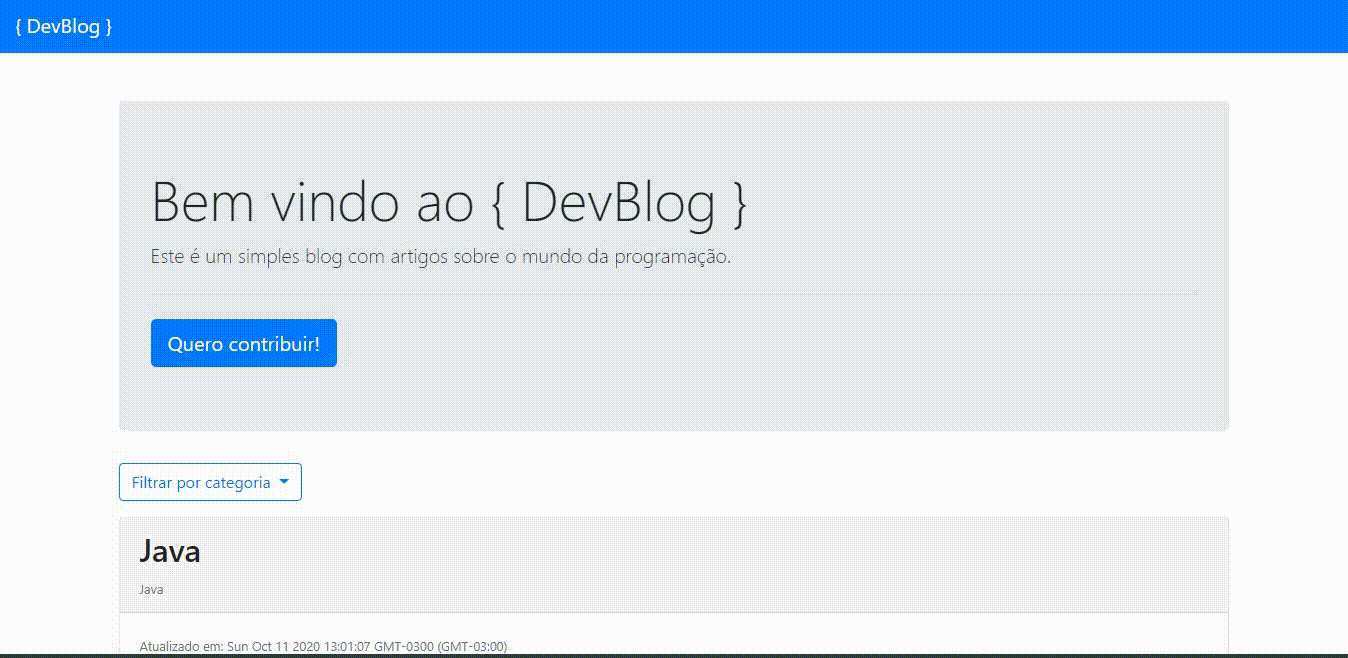 { DevBlog }
Bem vindo ao { DevBlog }
Este é um simples blog com artigos sobre o mundo da programação.
Quero contribuir!
Filtrar por categoria
Java
Java
Atualizado em: Sun Oct 11 2020 13:01:07 GMT-0300 (GMT-03:00)